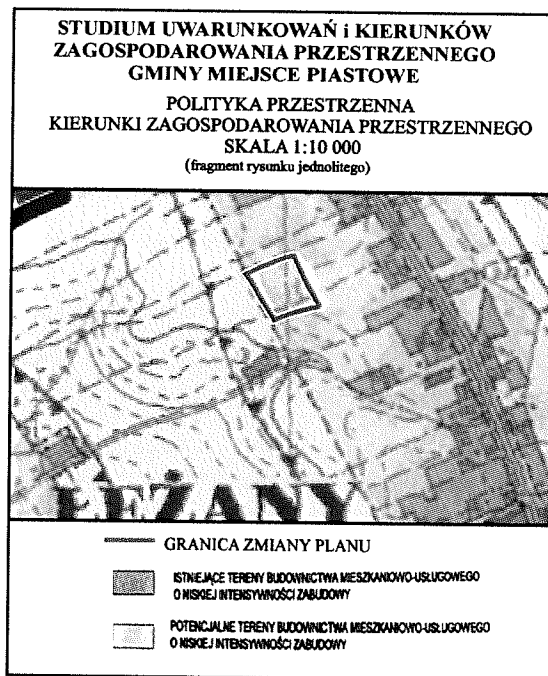 STUDIUM UWARUNKOWAŃ i KIERUNKÓW
ZAGOSPODAROWANIA PRZESTRZENNEGO
GMINY MIEJSCE PIASTOWE
POLITYKA PRZESTRZENNA
KIERUNKI ZAGOSPODAROWANIA PRZESTRZENNEGO
SKALA 1:10 000
(fragment rysunku jednolitego)
ŁĘŻANY
GRANICA ZMIANY PLANU
ISTNIEJĄCE TERENY BUDOWNICTWA MIESZKANIOWO-USŁUGOWEGO
O NISKIEJ INTENSYWNOŚCI ZABUDOWY
POTENCJALNE TERENY BUDOWNICTWA MIESZKANIOWO-USŁUGOWEGO
O NISKIEJ INTENSYWNOŚCI ZABUDOWY